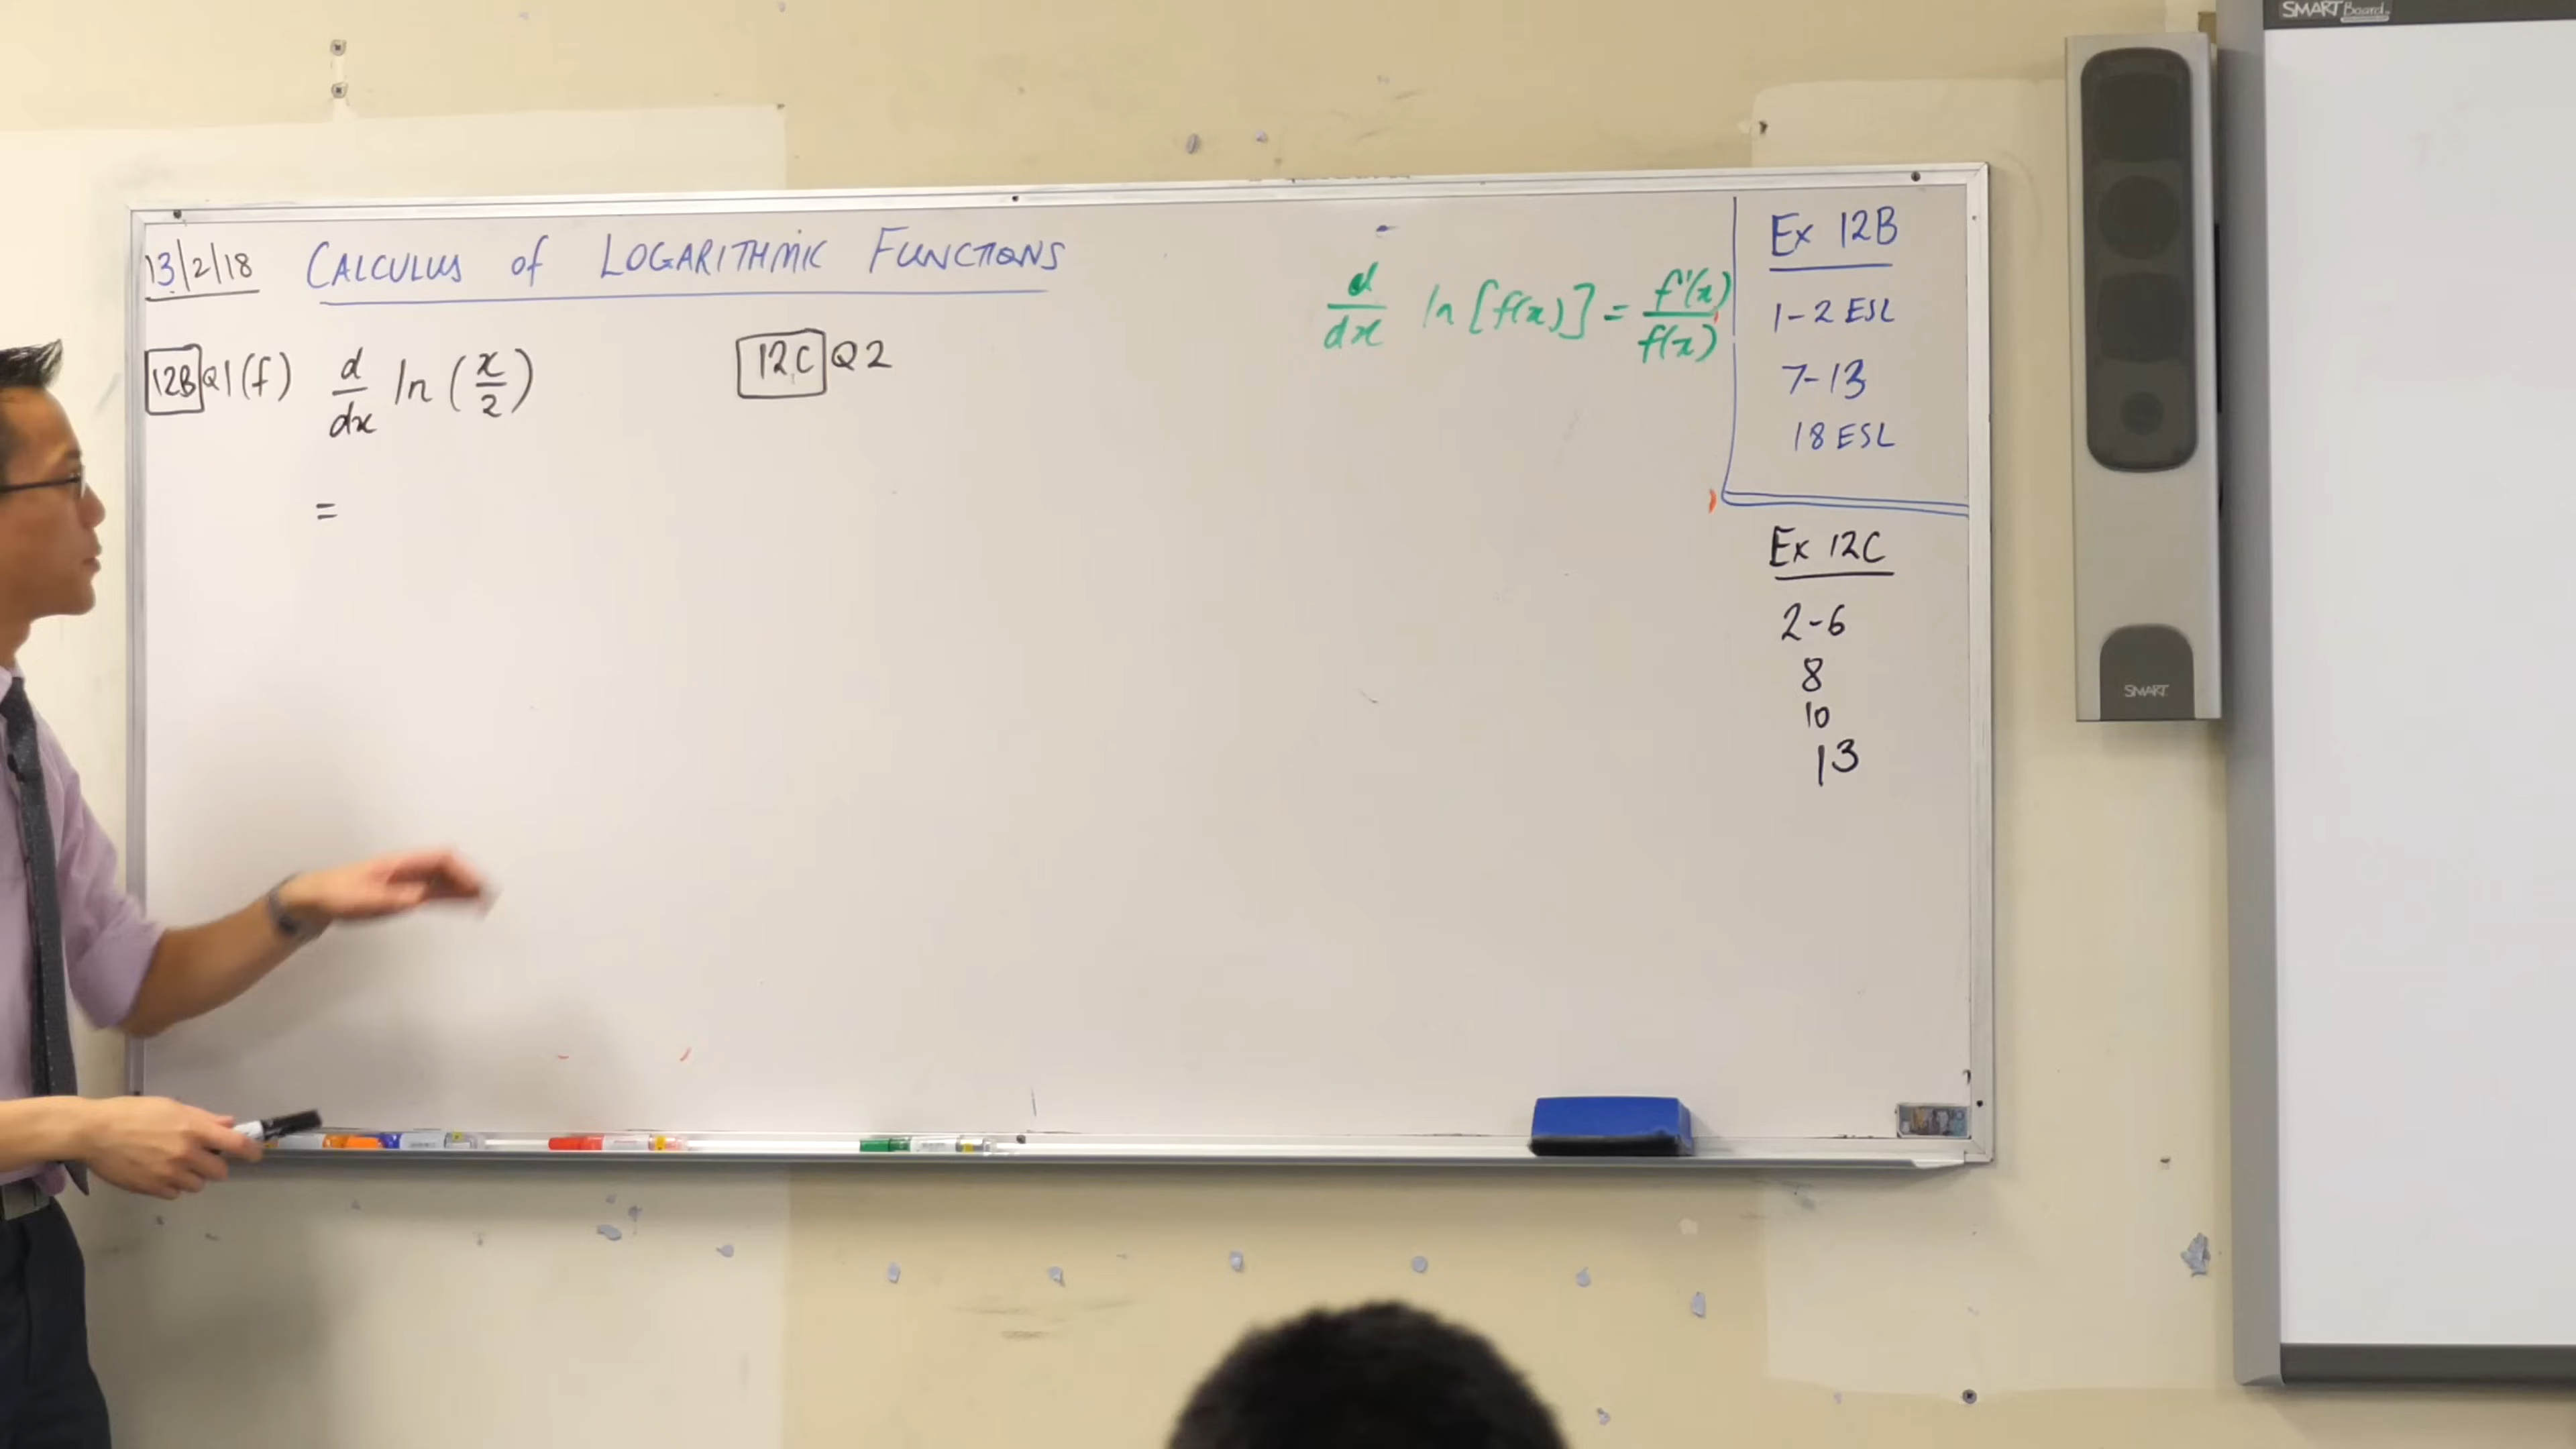 SMART Board
13/2/18 CALCULUS of LOGARITHMIC FUNCTIONS
12B Q1(f) d/dx ln(x/2)
=
12C Q2
d/dx ln[f(x)] = f'(x)/f(x)
Ex 12B
1-2 ESL
7-13
18 ESL
Ex 12C
2-6
8
10
13
SMART